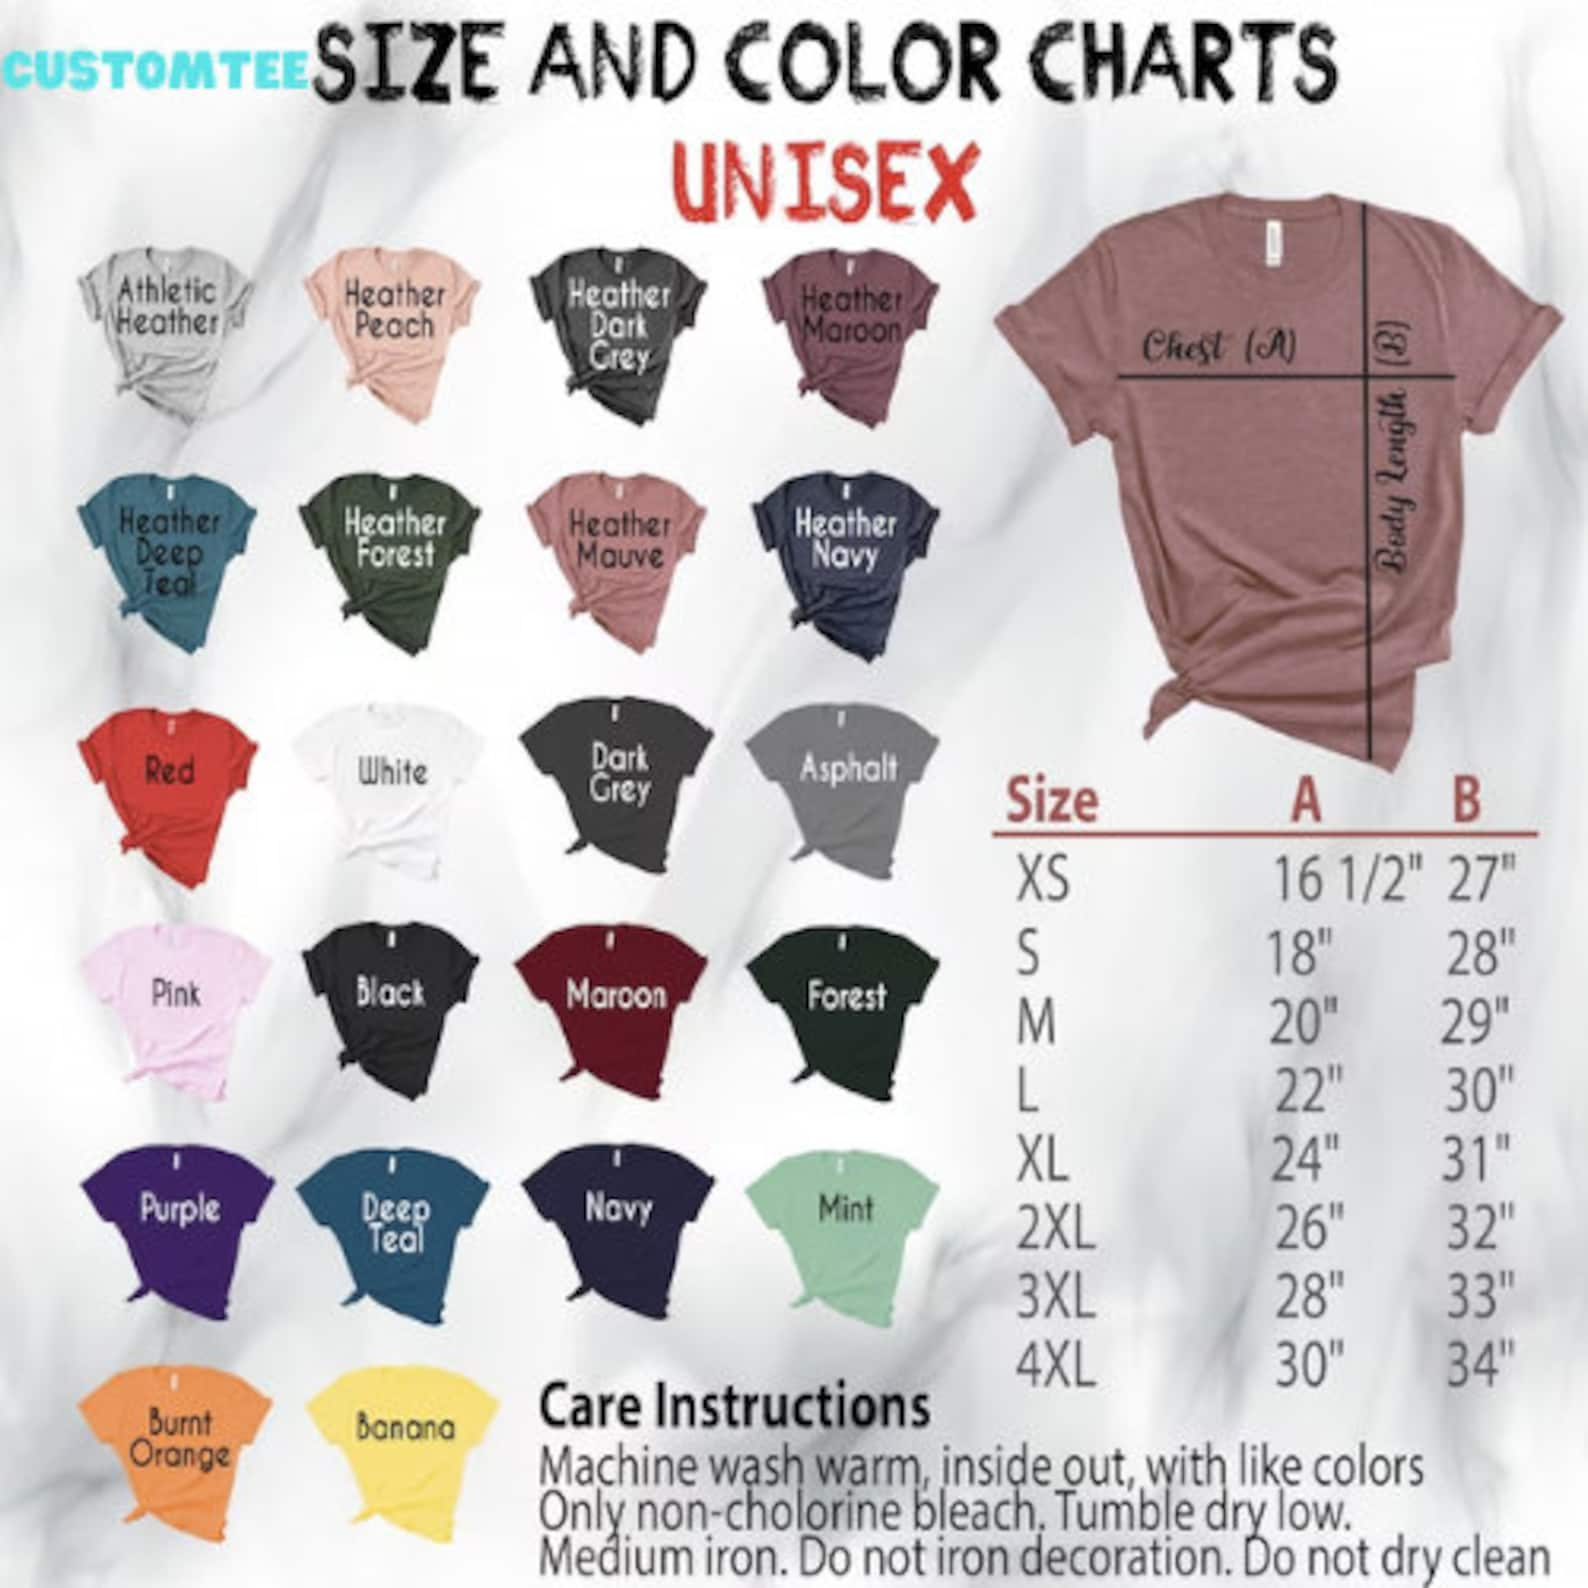 CUSTOMTEE SIZE AND COLOR CHARTS
UNISEX
Athletic
Heather
Heather
Peach
Heather
Dark
Grey
Heather
Maroon
Chest (A)
Body Length (B)
Heather
Deep
Teal
Heather
Forest
Heather
Mauve
Heather
Navy
Red
White
Dark
Grey
Asphalt
Pink
Black
Maroon
Forest
Purple
Deep
Teal
Navy
Mint
Burnt
Orange
Banana
Size A B
XS 16 1/2" 27"
S 18" 28"
M 20" 29"
L 22" 30"
XL 24" 31"
2XL 26" 32"
3XL 28" 33"
4XL 30" 34"
Care Instructions
Machine wash warm, inside out, with like colors
Only non-cholorine bleach. Tumble dry low.
Medium iron. Do not iron decoration. Do not dry clean